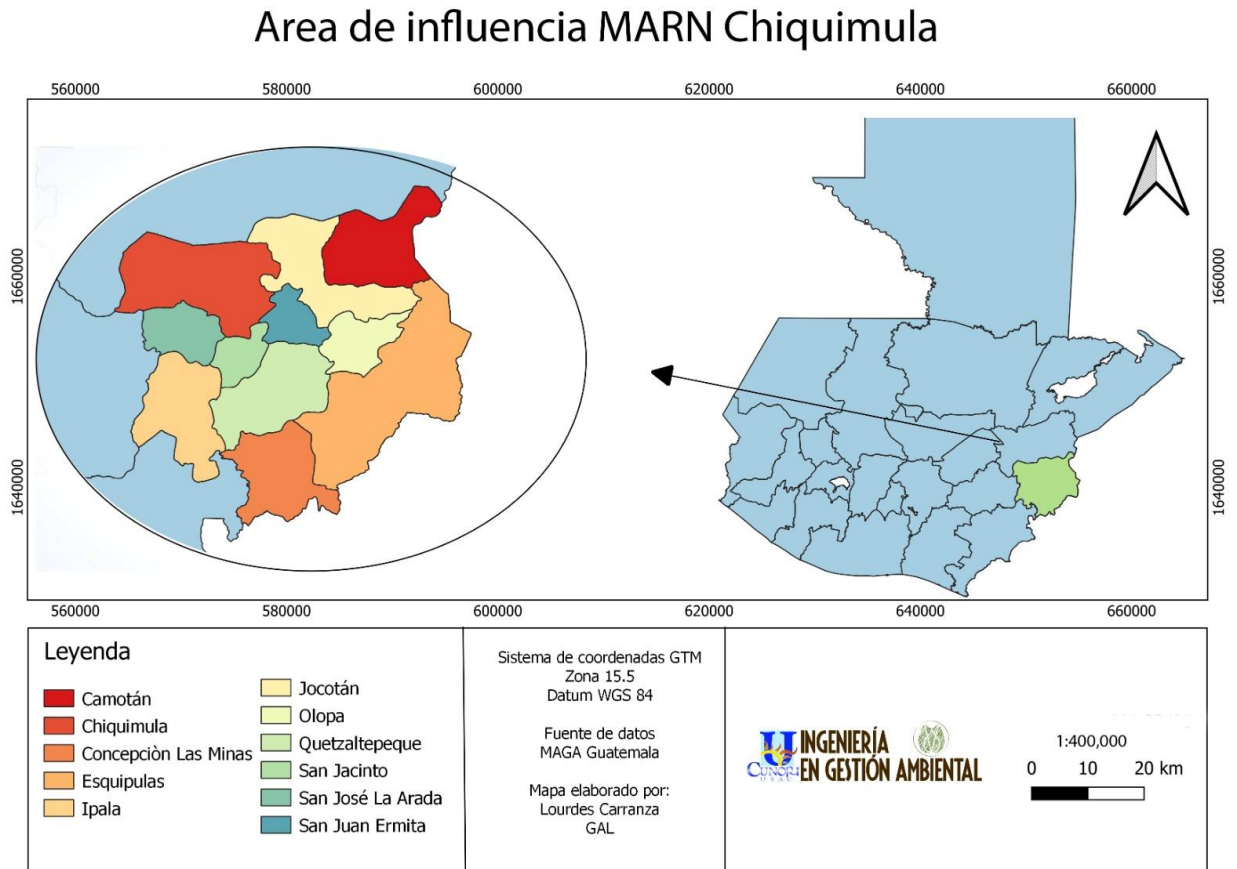 Area de influencia MARN Chiquimula
560000 580000 600000 620000 640000 660000
1660000
1640000
1660000
1640000
560000 580000 600000 620000 640000 660000
Leyenda
Camotán
Chiquimula
Concepciòn Las Minas
Esquipulas
Ipala
Jocotán
Olopa
Quetzaltepeque
San Jacinto
San José La Arada
San Juan Ermita
Sistema de coordenadas GTM
Zona 15.5
Datum WGS 84
Fuente de datos
MAGA Guatemala
Mapa elaborado por:
Lourdes Carranza
GAL
U
CUNORI
USAC
INGENIERÍA
EN GESTIÓN AMBIENTAL
1:400,000
0 10 20 km